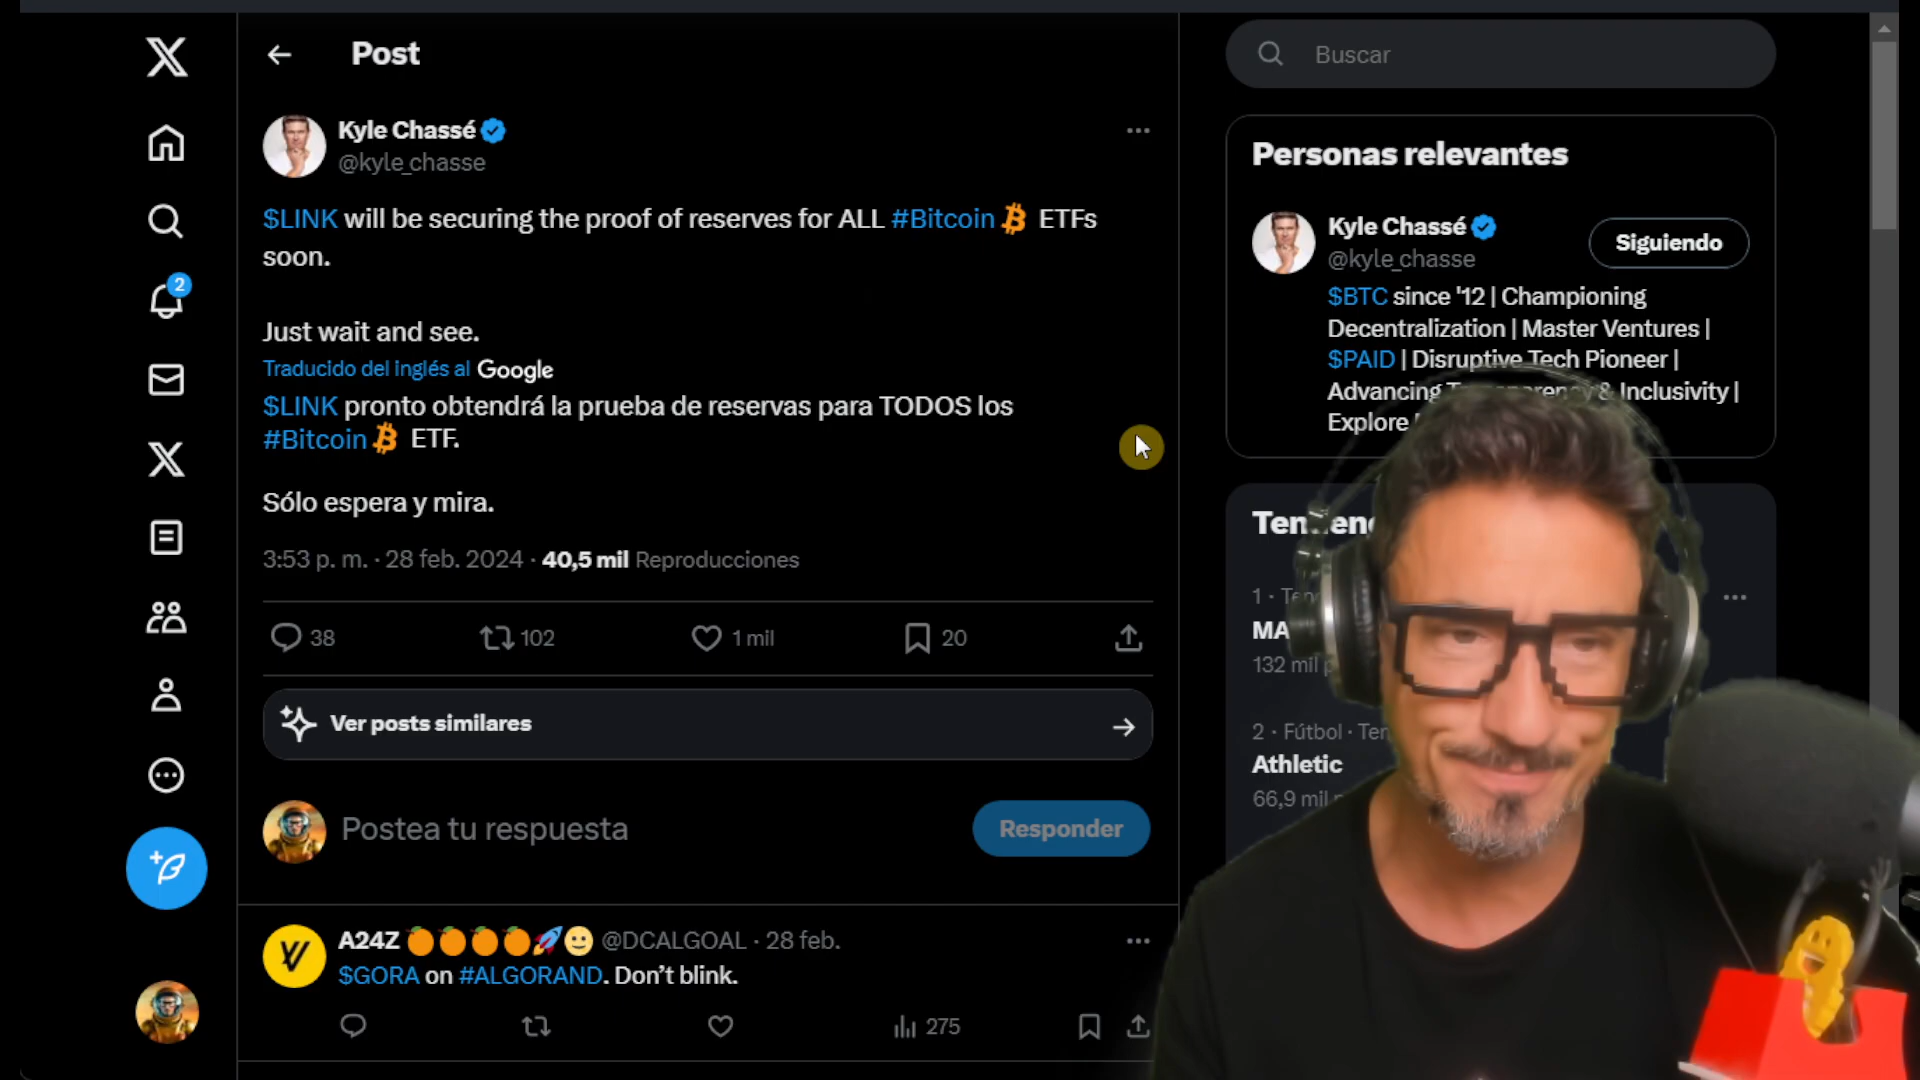 Post
Buscar
Kyle Chassé
@kyle_chasse
$LINK will be securing the proof of reserves for ALL #Bitcoin ETFs
soon.
Just wait and see.
Traducido del inglés al Google
$LINK pronto obtendrá la prueba de reservas para TODOS los
#Bitcoin ETF.
Sólo espera y mira.
3:53 p. m. · 28 feb. 2024 · 40,5 mil Reproducciones
38
102
1 mil
20
Ver posts similares
Postea tu respuesta
Responder
A24Z 🍊🍊🍊🍊🚀🙂 @DCALGOAL · 28 feb.
$GORA on #ALGORAND. Don’t blink.
275
2
Personas relevantes
Kyle Chassé
@kyle_chasse
Siguiendo
$BTC since '12 | Championing
Decentralization | Master Ventures |
$PAID | Disruptive Tech Pioneer |
Advancing & Inclusivity |
Explore
1 ·
MA
132 mil
2 · Fútbol ·
Athletic
66,9 mil